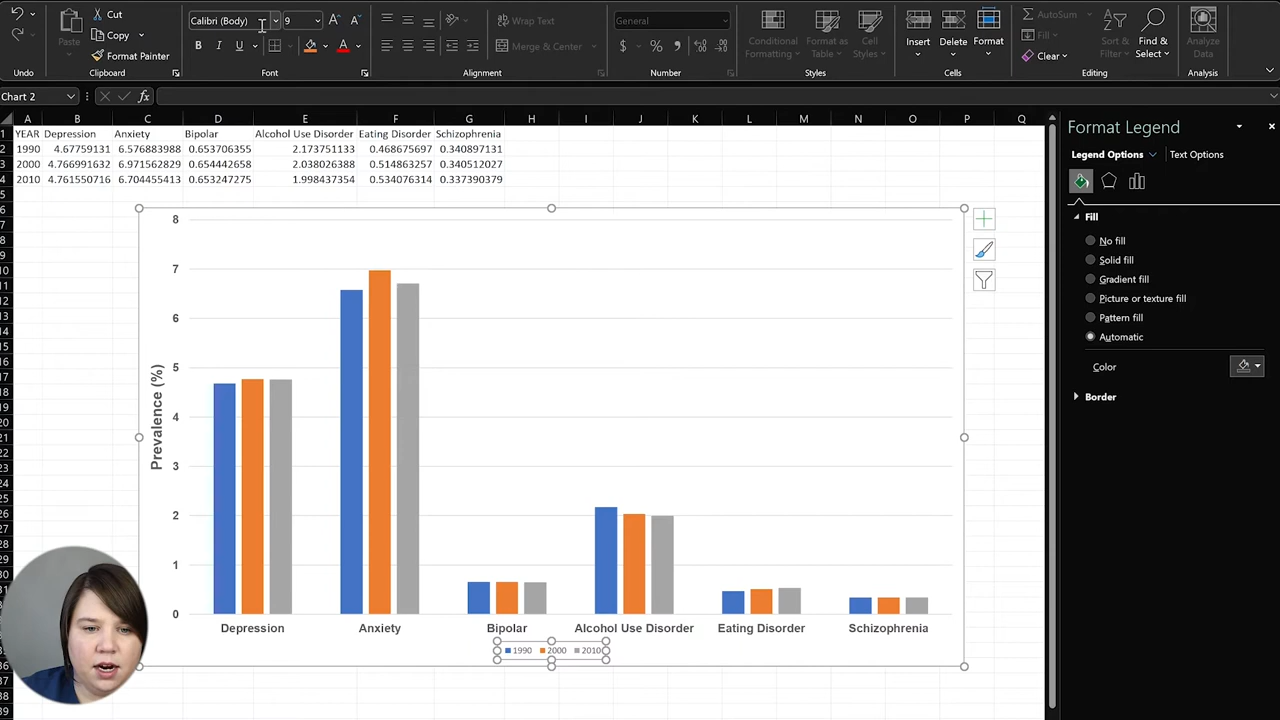 Cut
Copy
Format Painter
Paste
Undo
Clipboard
Calibri (Body)
9
B I U
A A
Font
Wrap Text
Merge & Center
Alignment
General
$ % 
Number
Conditional Formatting
Format as Table
Cell Styles
Styles
Insert
Delete
Format
Cells
AutoSum
Fill
Clear
Sort & Filter
Find & Select
Editing
Analyze Data
Analysis
Chart 2
fx
A B C D E F G H I J K L M N O P Q
1 YEAR Depression Anxiety Bipolar Alcohol Use Disorder Eating Disorder Schizophrenia
2 1990 4.67759131 6.576883988 0.653706355 2.173751133 0.468675697 0.340897131
3 2000 4.766991632 6.971562829 0.654442658 2.038026388 0.514863257 0.340512027
4 2010 4.761550716 6.704455413 0.653247275 1.998437354 0.534076314 0.337390379
8
7
6
5
4
3
2
1
0
Prevalence (%)
Depression Anxiety Bipolar Alcohol Use Disorder Eating Disorder Schizophrenia
1990 2000 2010
Format Legend
Legend Options Text Options
Fill
No fill
Solid fill
Gradient fill
Picture or texture fill
Pattern fill
Automatic
Color
Border